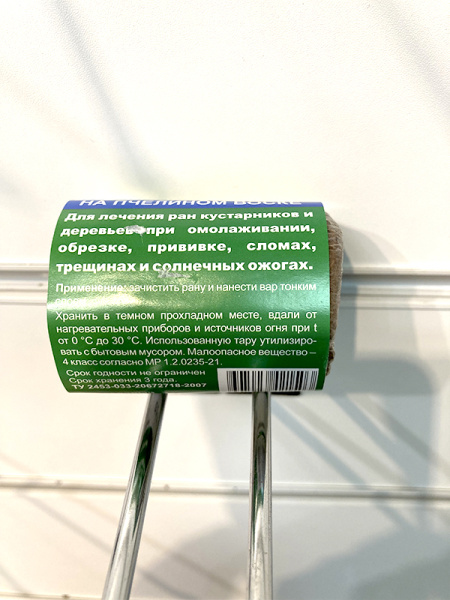 НА ПЧЕЛИНОМ ВОСКЕ
Для лечения ран кустарников и
деревьев при омолаживании,
обрезке, прививке, сломах,
трещинах и солнечных ожогах.
Применение: зачистить рану и нанести вар тонким
Хранить в темном прохладном месте, вдали от
нагревательных приборов и источников огня при t
от 0 °С до 30 °С. Использованную тару утилизиро-
вать с бытовым мусором. Малоопасное вещество –
4 класс согласно МР 1.2.0235-21.
Срок годности не ограничен
Срок хранения 3 года.
ТУ 2453-033-20672718-2007